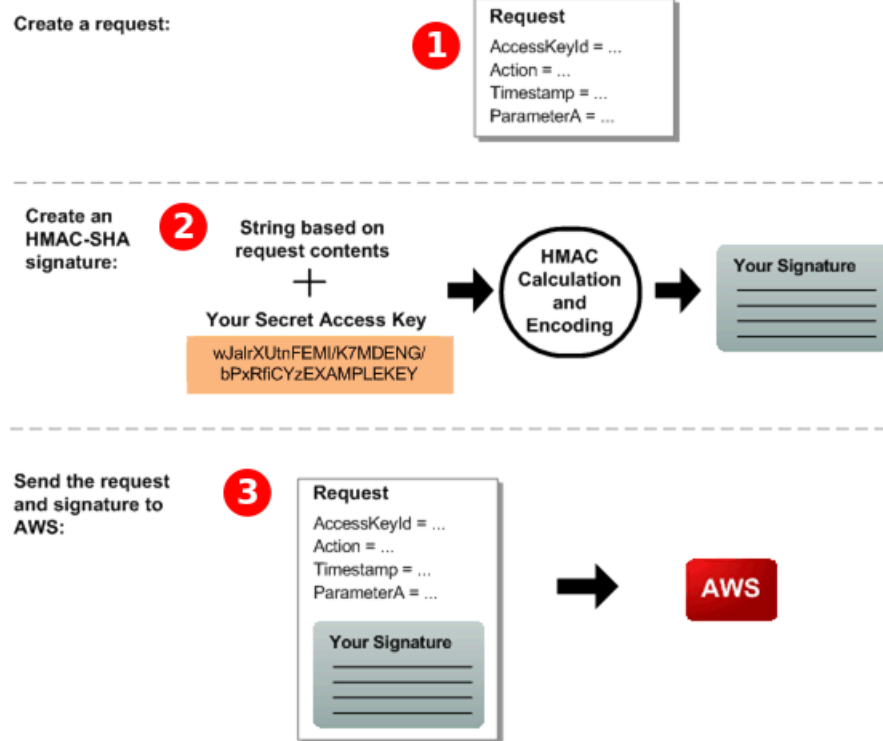 Create a request:
1
Request
AccessKeyId = ...
Action = ...
Timestamp = ...
ParameterA = ...
Create an
HMAC-SHA
signature:
2
String based on
request contents
+
Your Secret Access Key
wJalrXUtnFEMI/K7MDENG/
bPxRfiCYzEXAMPLEKEY
HMAC
Calculation
and
Encoding
Your Signature
Send the request
and signature to
AWS:
3
Request
AccessKeyId = ...
Action = ...
Timestamp = ...
ParameterA = ...
Your Signature
AWS